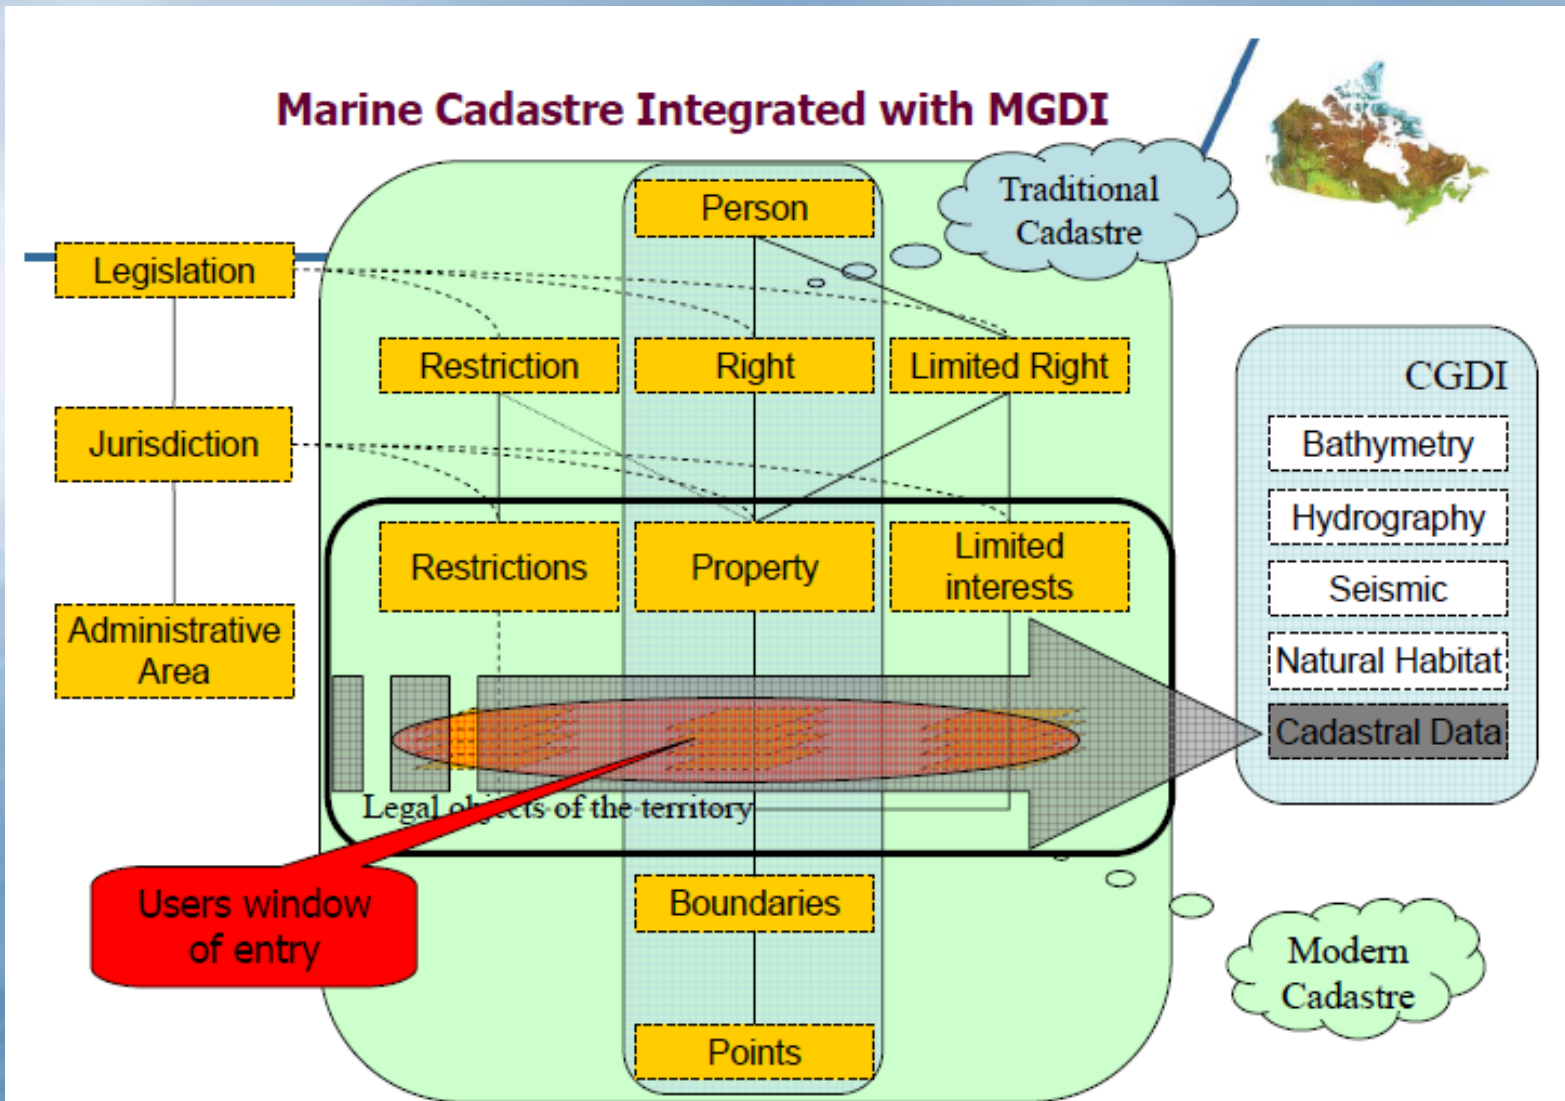 Marine Cadastre Integrated with MGDI
Traditional
Cadastre
Person
Legislation
Restriction
Right
Limited Right
Jurisdiction
Restrictions
Property
Limited
interests
Administrative
Area
Legal objects of the territory
Users window
of entry
Boundaries
Points
CGDI
Bathymetry
Hydrography
Seismic
Natural Habitat
Cadastral Data
Modern
Cadastre